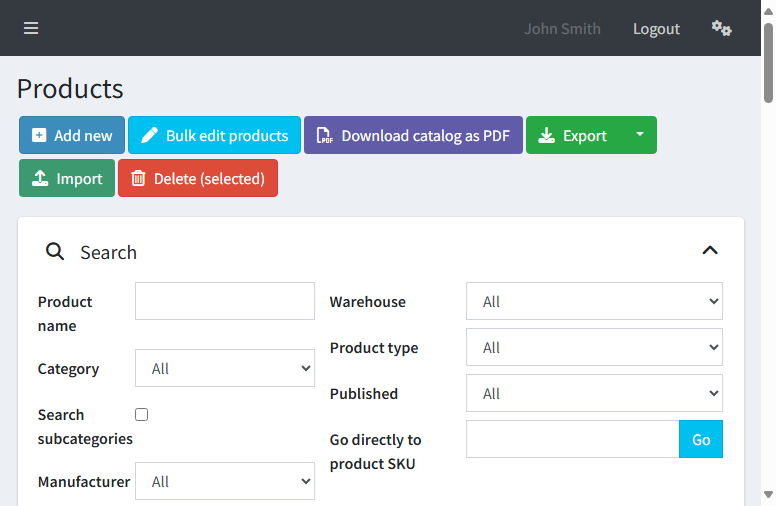 John Smith Logout
Products
Add new Bulk edit products Download catalog as PDF Export
Import Delete (selected)
Search
Product name
Warehouse All
Product type All
Category All
Published All
Search subcategories
Go directly to product SKU Go
Manufacturer All